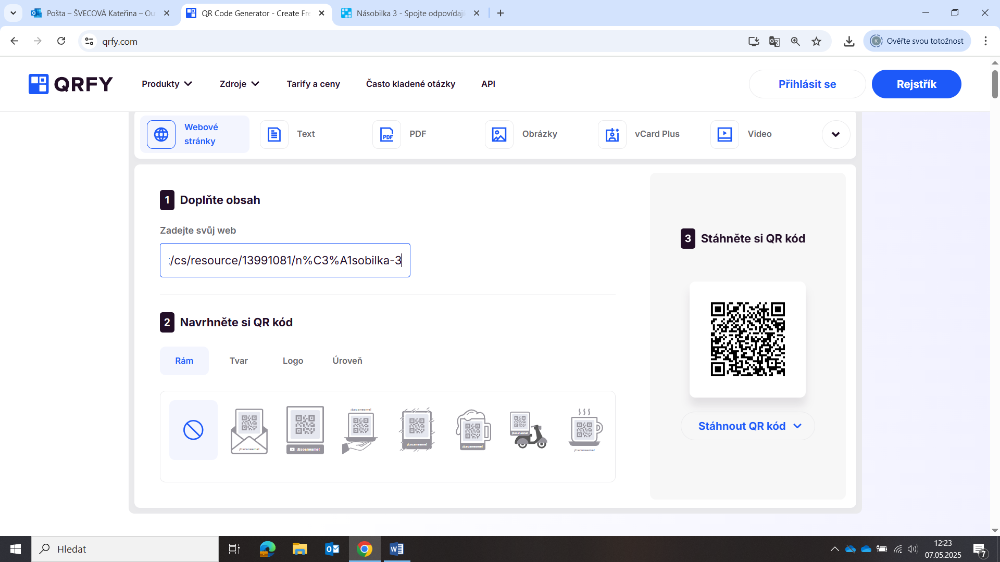 Pošta – ŠVECOVÁ Kateřina – Ou
QR Code Generator - Create Fre
Násobilka 3 - Spojte odpovídají
qrfy.com
K
Ověřte svou totožnost
QRFY
Produkty
Zdroje
Tarify a ceny
Často kladené otázky
API
Přihlásit se
Rejstřík
Webové
stránky
Text
PDF
PDF
Obrázky
vCard Plus
Video
1 Doplňte obsah
Zadejte svůj web
:/cs/resource/13991081/n%C3%A1sobilka-3
2 Navrhněte si QR kód
Rám
Tvar
Logo
Úroveň
¡Escaneame!
¡Escaneame!
¡Escaneame!
¡Escaneame!
¡Escaneame!
¡Escaneame!
¡Escaneame!
3 Stáhněte si QR kód
Stáhnout QR kód
Hledat
12:23
07.05.2025
7